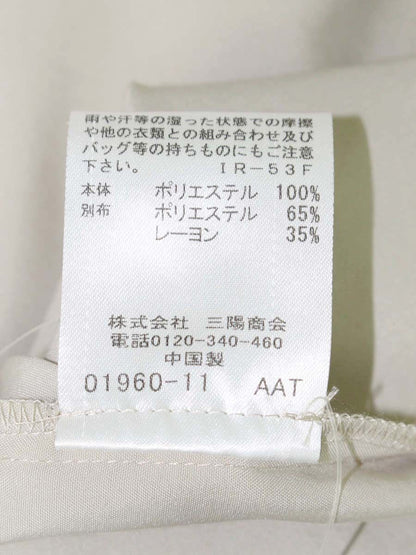 雨や汗等の湿った状態での摩擦
や他の衣類との組み合わせ及び
バッグ等の持ちものにもご注意
下さい。 IR-53F
本体 ポリエステル 100%
別布 ポリエステル 65%
レーヨン 35%
株式会社 三陽商会
電話0120-340-460
中国製
01960-11 AAT